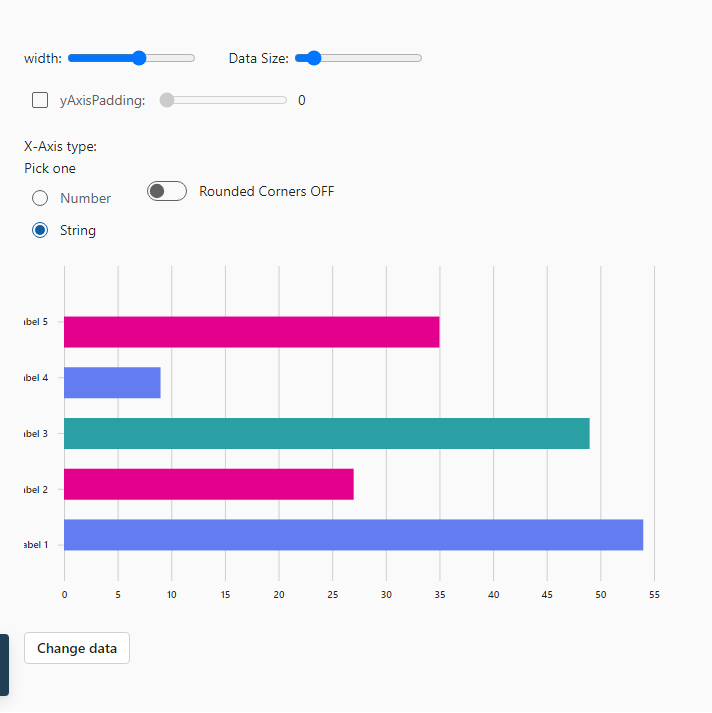 width:
Data Size:
yAxisPadding:
0
X-Axis type:
Pick one
Number
Rounded Corners OFF
String
abel 5
abel 4
abel 3
abel 2
abel 1
0 5 10 15 20 25 30 35 40 45 50 55
Change data